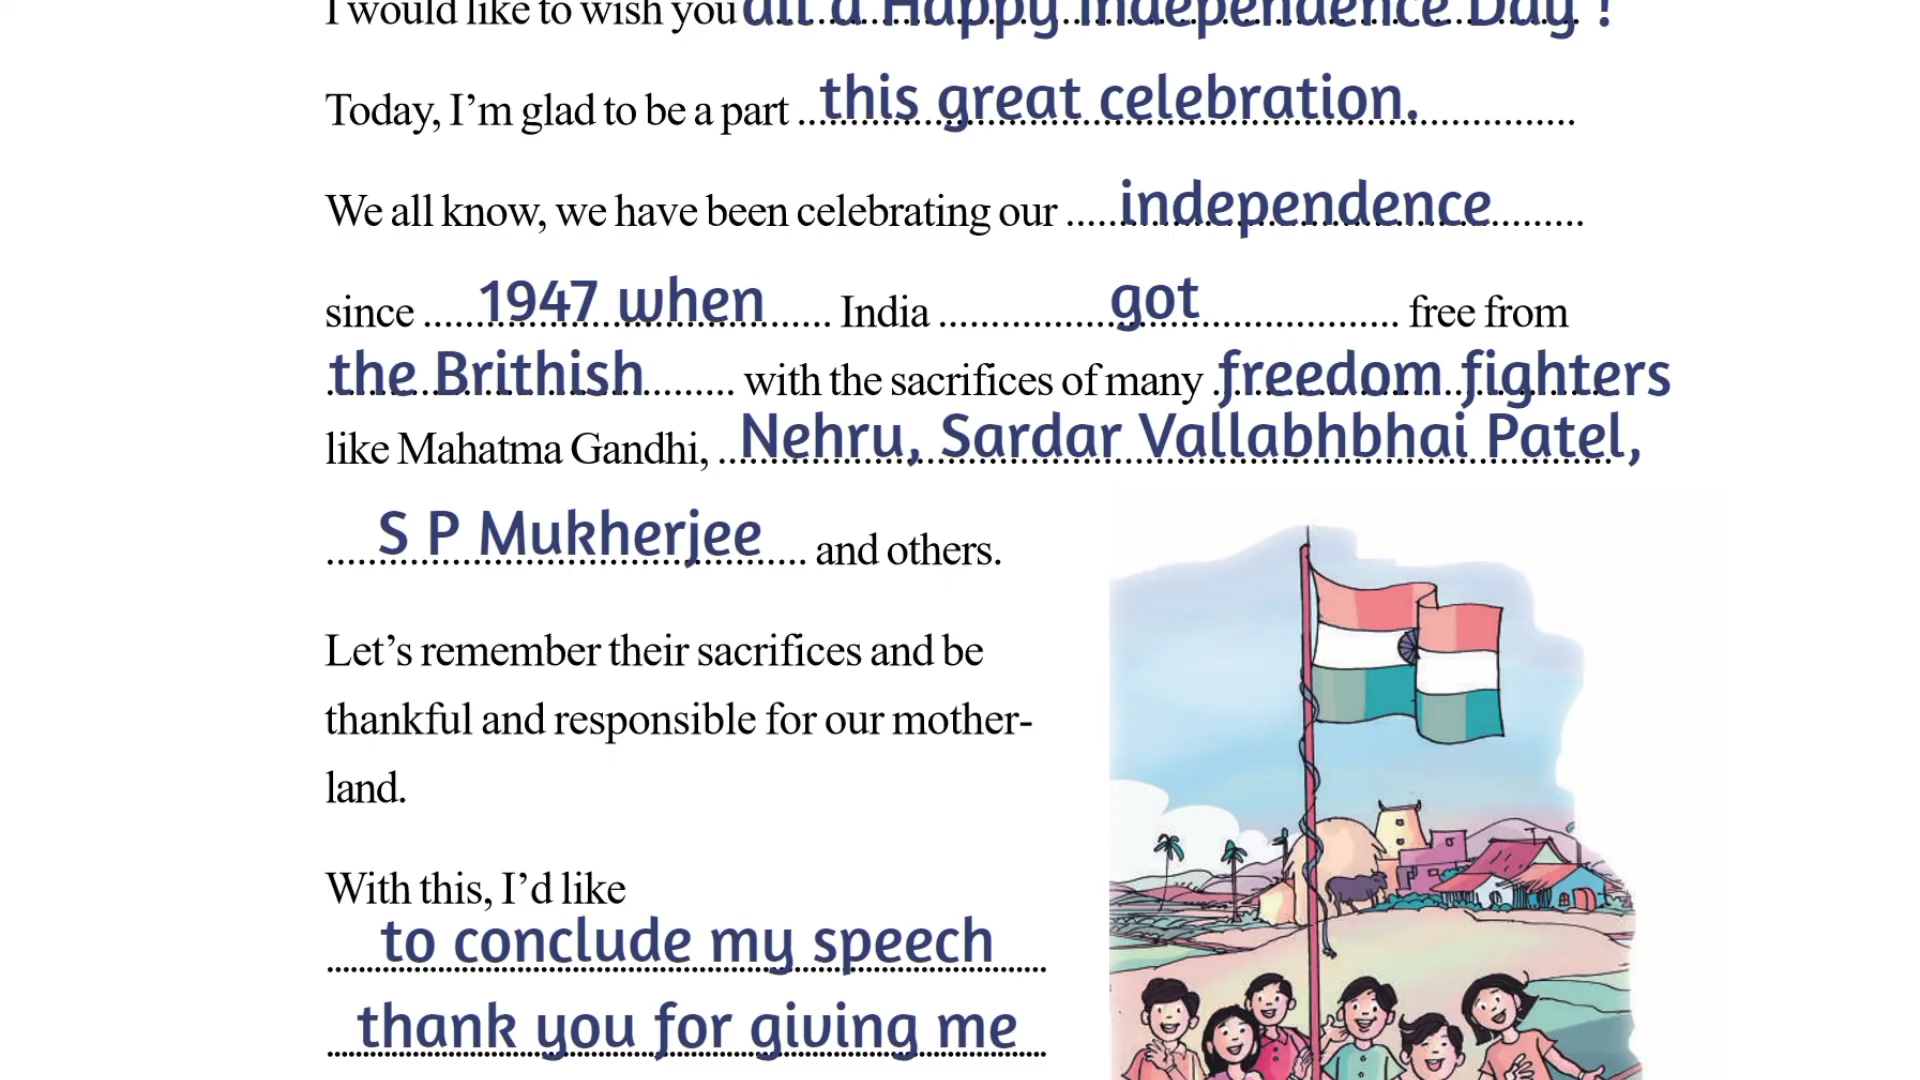 I would like to wish you all a Happy Independence Day !
Today, I'm glad to be a part this great celebration.
We all know, we have been celebrating our independence
since 1947 when India got free from
the Brithish with the sacrifices of many freedom fighters
like Mahatma Gandhi, Nehru, Sardar Vallabhbhai Patel,
S P Mukherjee and others.
Let's remember their sacrifices and be
thankful and responsible for our mother-
land.
With this, I'd like
to conclude my speech
thank you for giving me